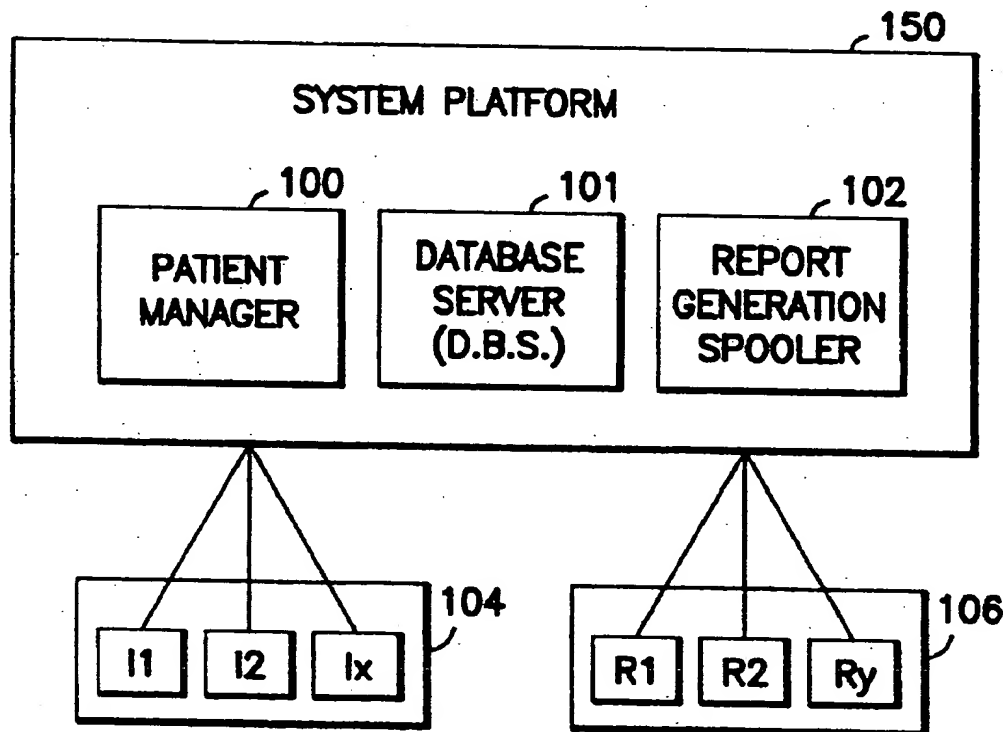 150
SYSTEM PLATFORM
100
101
102
PATIENT
MANAGER
DATABASE
SERVER
(D.B.S.)
REPORT
GENERATION
SPOOLER
104
I1
I2
Ix
106
R1
R2
Ry